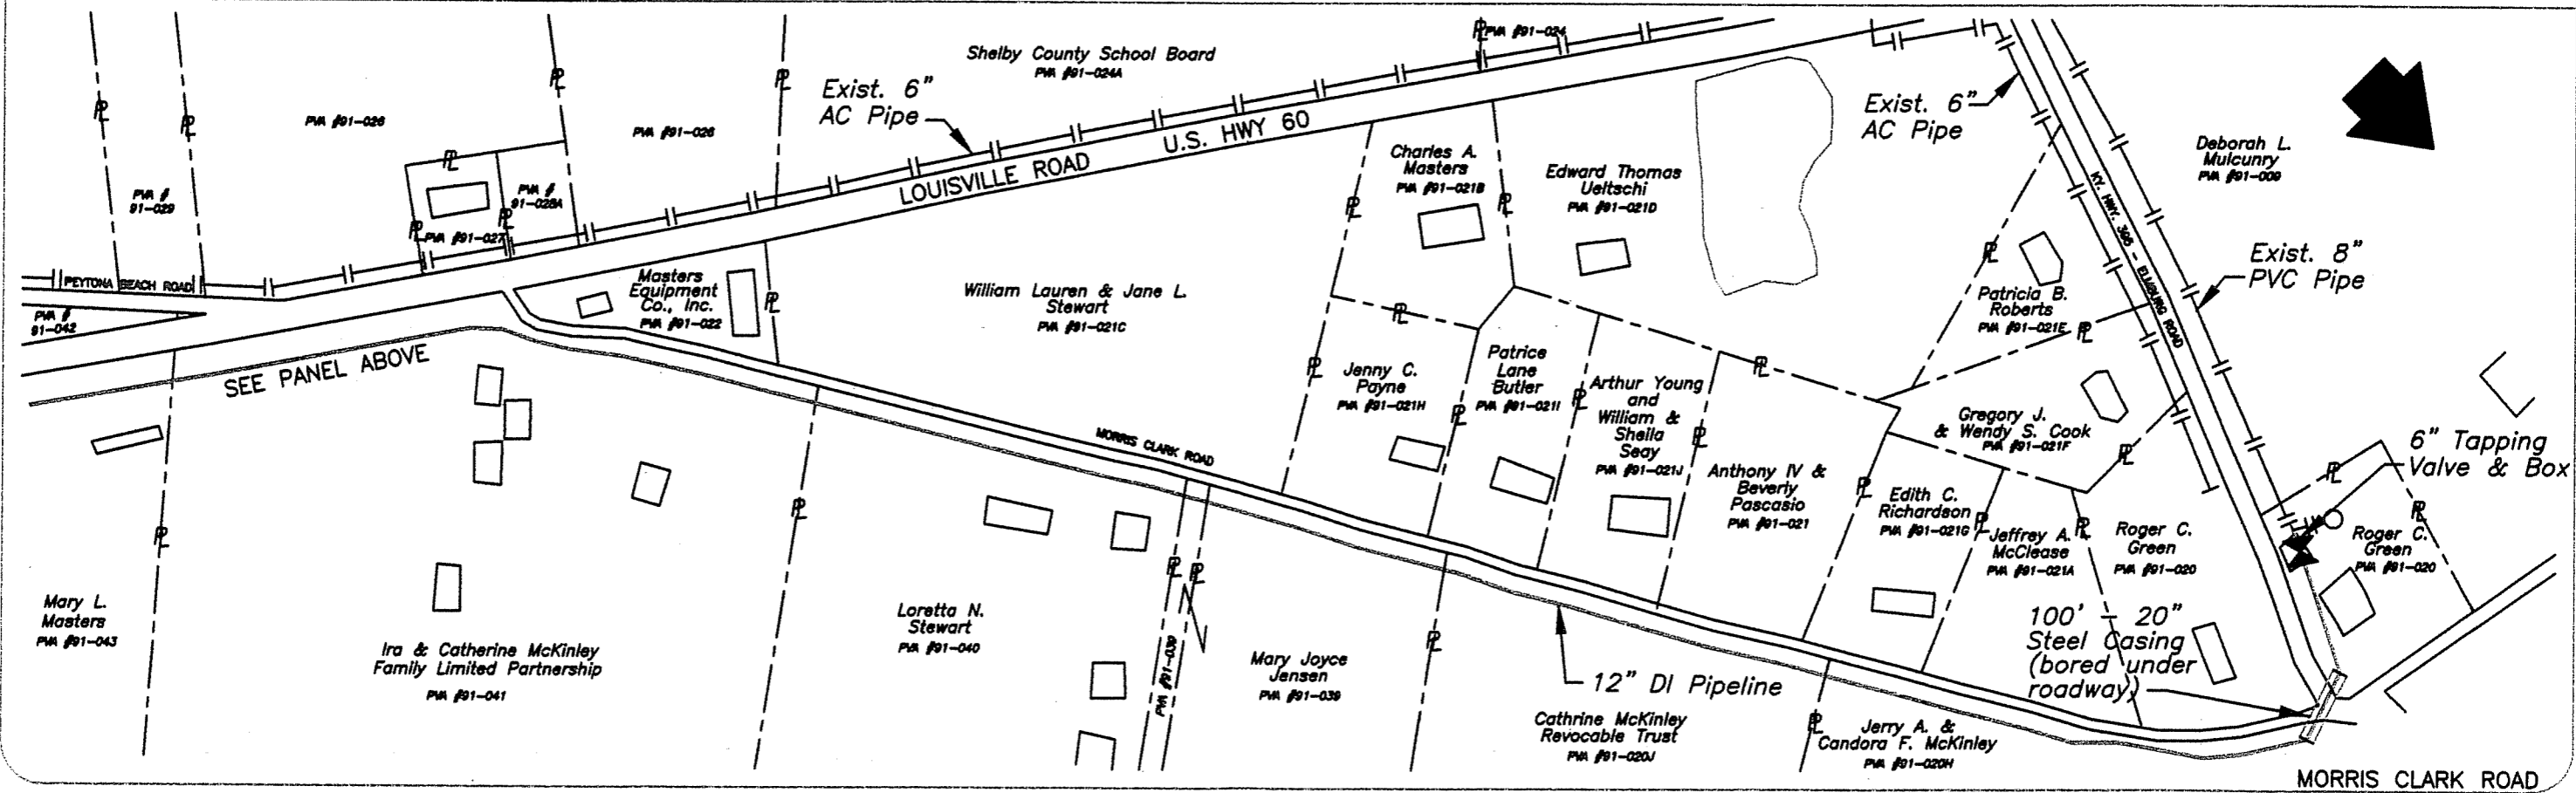 PVA #91-024
Shelby County School Board
PVA #91-024A
Exist. 6"
AC Pipe
PVA #91-026
PVA #91-026
PVA #
91-029
PVA #
91-028A
PVA #91-027
LOUISVILLE ROAD
U.S. HWY 60
Exist. 6"
AC Pipe
Deborah L.
Mulcunry
PVA #91-009
KY. HWY. 395 - ELMBURG ROAD
Exist. 8"
PVC Pipe
Charles A.
Masters
PVA #91-021B
Edward Thomas
Ueltschi
PVA #91-021D
PEYTONA BEACH ROAD
PVA #
91-042
SEE PANEL ABOVE
Masters
Equipment
Co., Inc.
PVA #91-022
William Lauren & Jane L.
Stewart
PVA #91-021C
Patricia B.
Roberts
PVA #91-021E
Jenny C.
Payne
PVA #91-021H
Patrice
Lane
Butler
PVA #91-021I
Arthur Young
and
William &
Sheila
Seay
PVA #91-021J
Anthony IV &
Beverly
Pascasio
PVA #91-021
Gregory J.
& Wendy S. Cook
PVA #91-021F
6" Tapping
Valve & Box
Edith C.
Richardson
PVA #91-021G
Jeffrey A.
McClease
PVA #91-021A
Roger C.
Green
PVA #91-020
Roger C.
Green
PVA #91-020
MORRIS CLARK ROAD
100' - 20"
Steel Casing
(bored under
roadway)
Mary L.
Masters
PVA #91-043
Ira & Catherine McKinley
Family Limited Partnership
PVA #91-041
Loretta N.
Stewart
PVA #91-040
PVA #91-039
Mary Joyce
Jensen
PVA #91-039
12" DI Pipeline
Cathrine McKinley
Revocable Trust
PVA #91-020J
Jerry A. &
Candora F. McKinley
PVA #91-020H
MORRIS CLARK ROAD